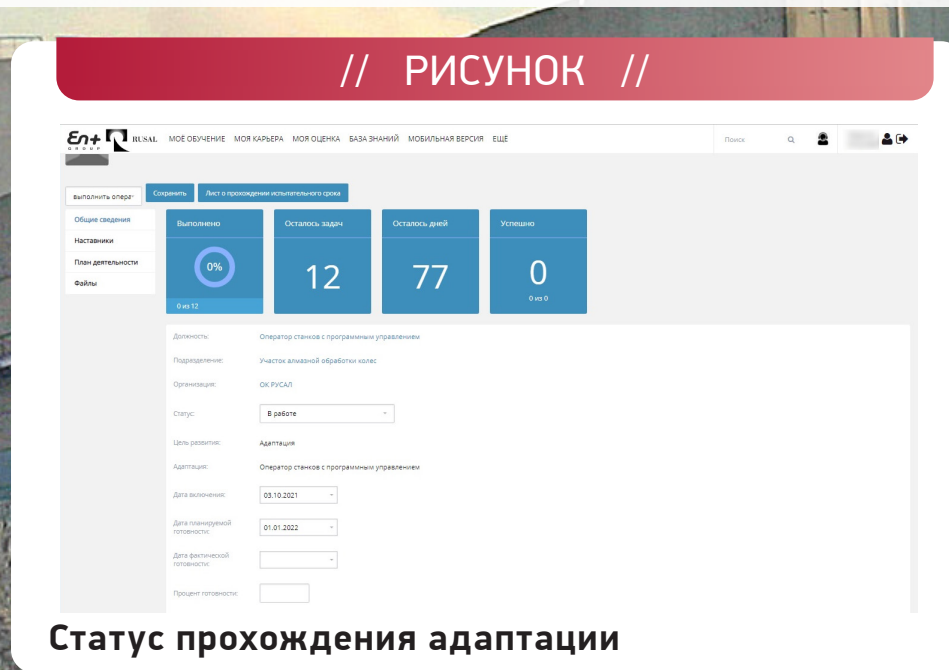 // РИСУНОК //
En+ GROUP RUSAL МОЁ ОБУЧЕНИЕ МОЯ КАРЬЕРА МОЯ ОЦЕНКА БАЗА ЗНАНИЙ МОБИЛЬНАЯ ВЕРСИЯ ЕЩЁ Поиск
выполнить опера Сохранить Лист о прохождении испытательного срока
Общие сведения
Наставники
План деятельности
Файлы
Выполнено Осталось задач Осталось дней Успешно
0% 12 77 0
0 из 12 0 из 0
Должность: Оператор станков с программным управлением
Подразделение: Участок алмазной обработки колес
Организация: ОК РУСАЛ
Статус: В работе
Цель развития: Адаптация
Адаптация: Оператор станков с программным управлением
Дата включения: 03.10.2021
Дата планируемой
готовности: 01.01.2022
Дата фактической
готовности:
Процент готовности:
Статус прохождения адаптации